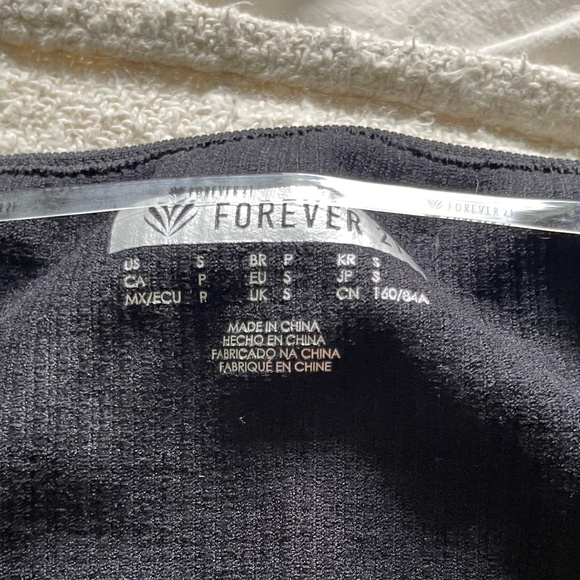 FOREVER 21
FOREVER 21
FOREVER 2
US S BR P KR S
CA P EU S JP S
MX/ECU P UK S CN 160/84A
MADE IN CHINA
HECHO EN CHINA
FABRICADO NA CHINA
FABRIQUÉ EN CHINE